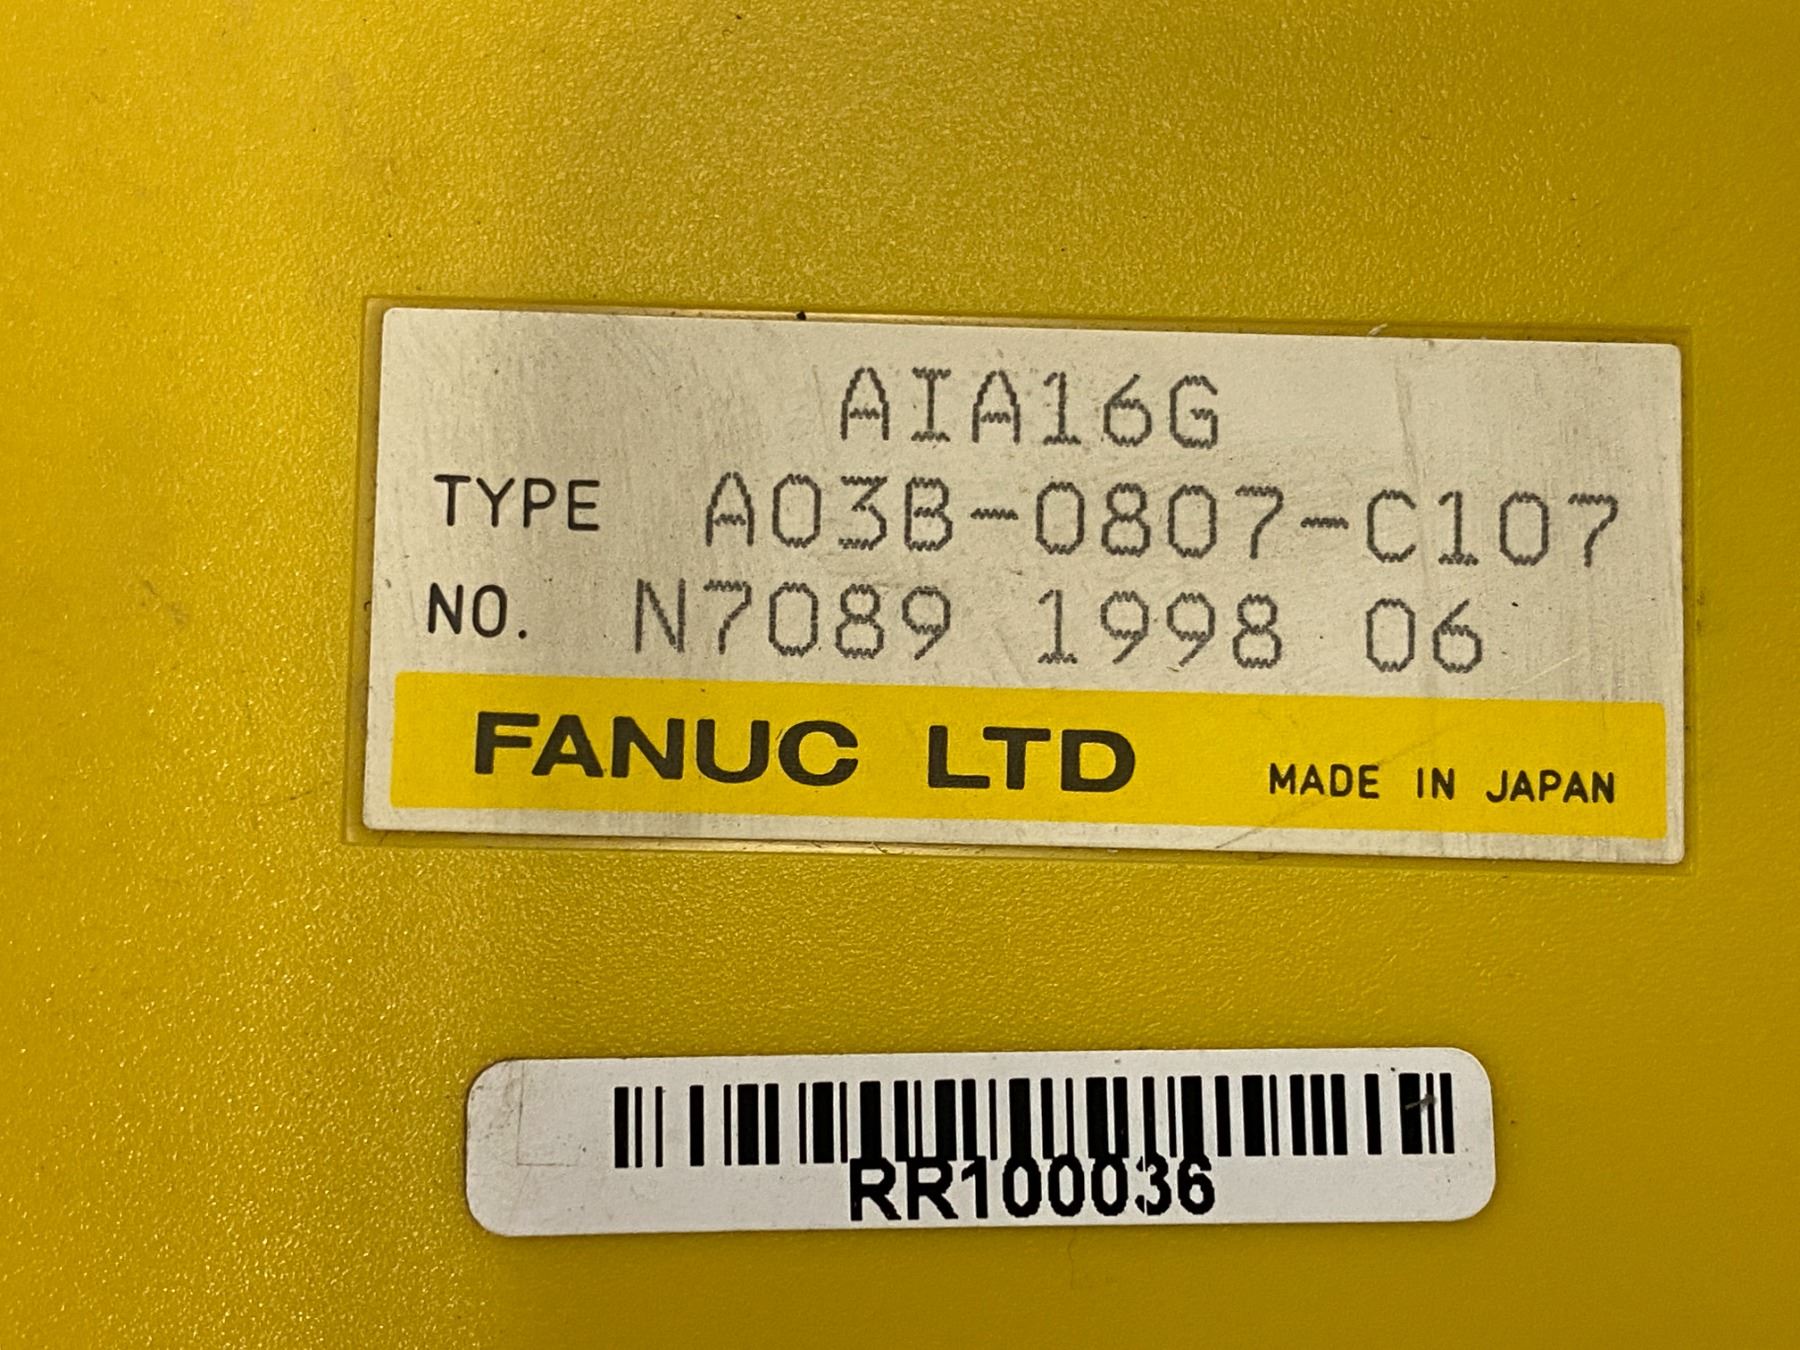 AIA16G
TYPE A03B-0807-C107
NO. N7089 1998 06
FANUC LTD MADE IN JAPAN
RR100036